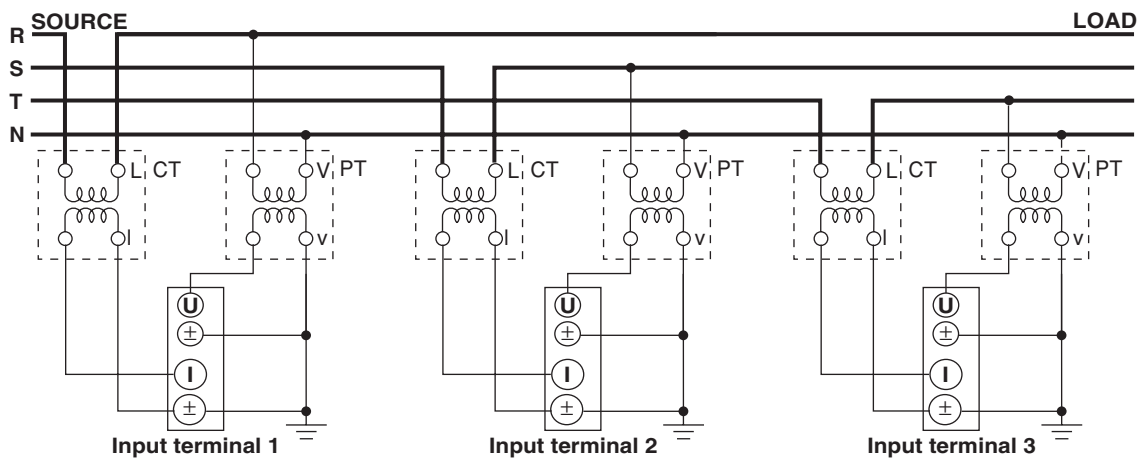 SOURCE LOAD
R
S
T
N
L CT V PT L CT V PT L CT V PT
l v l v l v
U U U
± ± ±
I I I
± ± ±
Input terminal 1 Input terminal 2 Input terminal 3